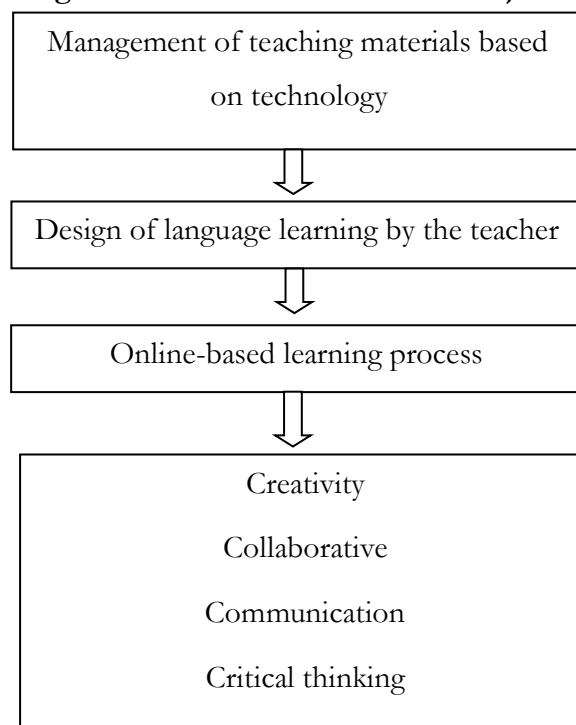 Management of teaching materials based
on technology
Design of language learning by the teacher
Online-based learning process
Creativity
Collaborative
Communication
Critical thinking